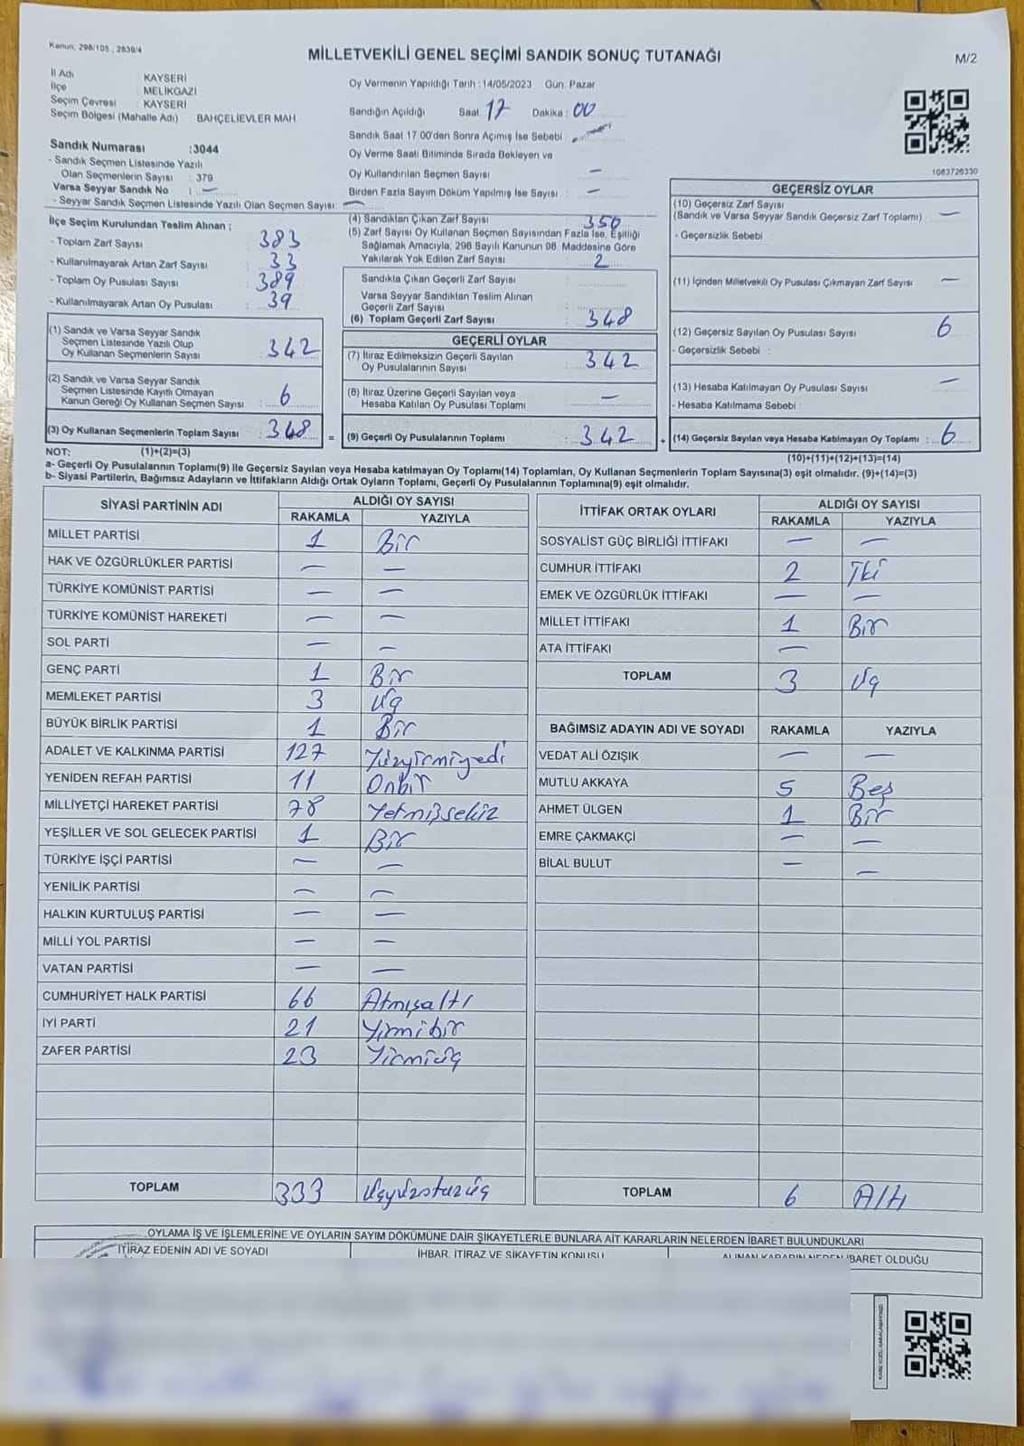 Kanun, 298/105 , 2839/4
MİLLETVEKİLİ GENEL SEÇİMİ SANDIK SONUÇ TUTANAĞI
M/2
İl Adı KAYSERİ
İlçe MELİKGAZİ
Seçim Çevresi KAYSERİ
Seçim Bölgesi (Mahalle Adı) BAHÇELİEVLER MAH
Oy Vermenin Yapıldığı Tarih : 14/05/2023 Gün: Pazar
Sandığın Açıldığı Saat 17 Dakika : 00
Sandık Saat 17 00'den Sonra Açılmış İse Sebebi
Oy Verme Saati Bitiminde Sırada Bekleyen ve
Oy Kullandırılan Seçmen Sayısı —
Birden Fazla Sayım Döküm Yapılmış İse Sayısı : —
1083726330
Sandık Numarası :3044
- Sandık Seçmen Listesinde Yazılı
Olan Seçmenlerin Sayısı : 379
Varsa Seyyar Sandık No : —
- Seyyar Sandık Seçmen Listesinde Yazılı Olan Seçmen Sayısı: —
İlçe Seçim Kurulundan Teslim Alınan ;
- Toplam Zarf Sayısı 383
- Kullanılmayarak Artan Zarf Sayısı 33
- Toplam Oy Pusulası Sayısı 389
- Kullanılmayarak Artan Oy Pusulası 39
(1) Sandık ve Varsa Seyyar Sandık
Seçmen Listesinde Yazılı Olup
Oy Kullanan Seçmenlerin Sayısı : 342
(2) Sandık ve Varsa Seyyar Sandık
Seçmen Listesinde Kayıtlı Olmayan
Kanun Gereği Oy Kullanan Seçmen Sayısı : 6
(3) Oy Kullanan Seçmenlerin Toplam Sayısı : 348 =
(4) Sandıktan Çıkan Zarf Sayısı 350
(5) Zarf Sayısı Oy Kullanan Seçmen Sayısından Fazla İse, Eşitliği
Sağlamak Amacıyla, 298 Sayılı Kanunun 98. Maddesine Göre
Yakılarak Yok Edilen Zarf Sayısı : 2
Sandıkta Çıkan Geçerli Zarf Sayısı
Varsa Seyyar Sandıktan Teslim Alınan
Geçerli Zarf Sayısı
(6) Toplam Geçerli Zarf Sayısı : 348
GEÇERLİ OYLAR
(7) İtiraz Edilmeksizin Geçerli Sayılan
Oy Pusulalarının Sayısı : 342
(8) İtiraz Üzerine Geçerli Sayılan veya
Hesaba Katılan Oy Pusulası Toplamı : —
(9) Geçerli Oy Pusulalarının Toplamı : 342 +
GEÇERSİZ OYLAR
(10) Geçersiz Zarf Sayısı
(Sandık ve Varsa Seyyar Sandık Geçersiz Zarf Toplamı) —
- Geçersizlik Sebebi :
(11) İçinden Milletvekili Oy Pusulası Çıkmayan Zarf Sayısı —
(12) Geçersiz Sayılan Oy Pusulası Sayısı 6
- Geçersizlik Sebebi :
(13) Hesaba Katılmayan Oy Pusulası Sayısı —
- Hesaba Katılmama Sebebi :
(14) Geçersiz Sayılan veya Hesaba Katılmayan Oy Toplamı : 6
NOT: (1)+(2)=(3)
(10)+(11)+(12)+(13)=(14)
a- Geçerli Oy Pusulalarının Toplamı(9) ile Geçersiz Sayılan veya Hesaba katılmayan Oy Toplamı(14) Toplamları, Oy Kullanan Seçmenlerin Toplam Sayısına(3) eşit olmalıdır. (9)+(14)=(3)
b- Siyasi Partilerin, Bağımsız Adayların ve İttifakların Aldığı Ortak Oyların Toplamı, Geçerli Oy Pusulalarının Toplamına(9) eşit olmalıdır.
SİYASİ PARTİNİN ADI ALDIĞI OY SAYISI
RAKAMLA YAZIYLA
MİLLET PARTİSİ 1 Bir
HAK VE ÖZGÜRLÜKLER PARTİSİ — —
TÜRKİYE KOMÜNİST PARTİSİ — —
TÜRKİYE KOMÜNİST HAREKETİ — —
SOL PARTİ — —
GENÇ PARTİ 1 Bir
MEMLEKET PARTİSİ 3 Üç
BÜYÜK BİRLİK PARTİSİ 1 Bir
ADALET VE KALKINMA PARTİSİ 127 Yüzyirmiyedi
YENİDEN REFAH PARTİSİ 11 Onbir
MİLLİYETÇİ HAREKET PARTİSİ 78 Yetmişsekiz
YEŞİLLER VE SOL GELECEK PARTİSİ 1 Bir
TÜRKİYE İŞÇİ PARTİSİ — —
YENİLİK PARTİSİ — —
HALKIN KURTULUŞ PARTİSİ — —
MİLLİ YOL PARTİSİ — —
VATAN PARTİSİ — —
CUMHURİYET HALK PARTİSİ 66 Atmışaltı
İYİ PARTİ 21 Yirmibir
ZAFER PARTİSİ 23 Yirmiüç
TOPLAM 333 Üçyüzotuzüç
İTTİFAK ORTAK OYLARI ALDIĞI OY SAYISI
RAKAMLA YAZIYLA
SOSYALİST GÜÇ BİRLİĞİ İTTİFAKI — —
CUMHUR İTTİFAKI 2 İki
EMEK VE ÖZGÜRLÜK İTTİFAKI — —
MİLLET İTTİFAKI 1 Bir
ATA İTTİFAKI —
TOPLAM 3 Üç
BAĞIMSIZ ADAYIN ADI VE SOYADI RAKAMLA YAZIYLA
VEDAT ALİ ÖZIŞIK — —
MUTLU AKKAYA 5 Beş
AHMET ÜLGEN 1 Bir
EMRE ÇAKMAKÇİ — —
BİLAL BULUT — —
TOPLAM 6 Altı
OYLAMA İŞ VE İŞLEMLERİNE VE OYLARIN SAYIM DÖKÜMÜNE DAİR ŞİKAYETLERLE BUNLARA AİT KARARLARIN NELERDEN İBARET BULUNDUKLARI
İTİRAZ EDENİN ADI VE SOYADI İHBAR, İTİRAZ VE ŞİKAYETİN KONUSU ALINAN KARARIN NEDEN İBARET OLDUĞU